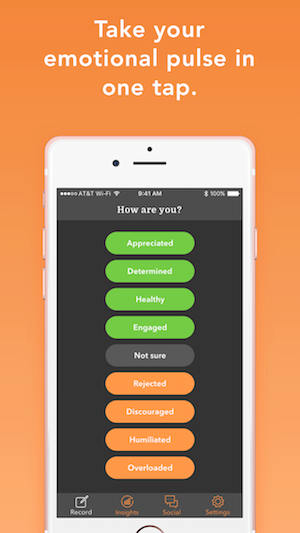 Take your
emotional pulse in
one tap.
AT&T Wi-Fi 9:41 AM 100%
How are you?
Appreciated
Determined
Healthy
Engaged
Not sure
Rejected
Discouraged
Humiliated
Overloaded
Record Insights Social Settings